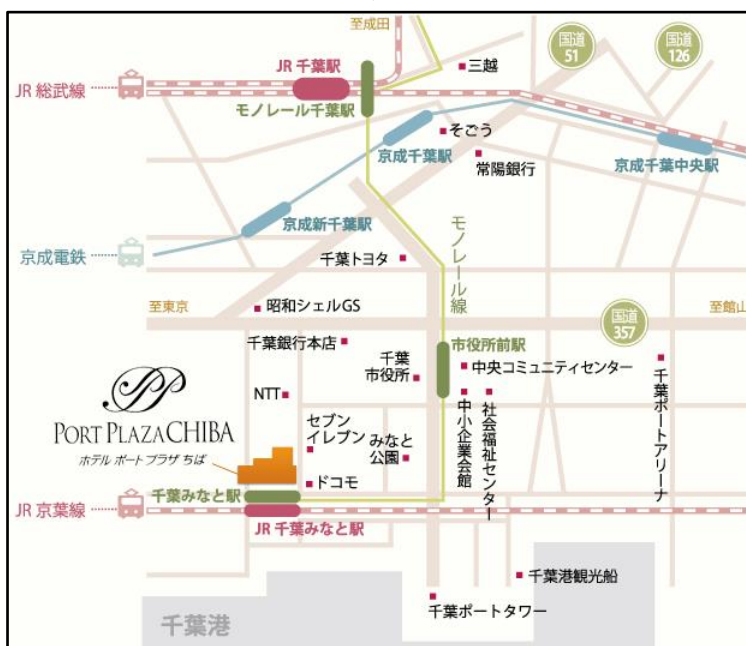 至成田
国道
51
国道
126
JR 千葉駅
三越
JR 総武線
モノレール千葉駅
そごう
京成千葉駅
常陽銀行
京成千葉中央駅
京成新千葉駅
モノレール線
京成電鉄
千葉トヨタ
至東京
昭和シェルGS
国道
357
至館山
千葉銀行本店
市役所前駅
千葉
市役所
中央コミュニティセンター
千葉ポートアリーナ
NTT
中小企業会館
社会福祉センター
PORT PLAZA CHIBA
ホテル ポート プラザ ちば
セブン
イレブン
みなと
公園
ドコモ
千葉みなと駅
JR 京葉線
JR 千葉みなと駅
千葉港観光船
千葉ポートタワー
千葉港